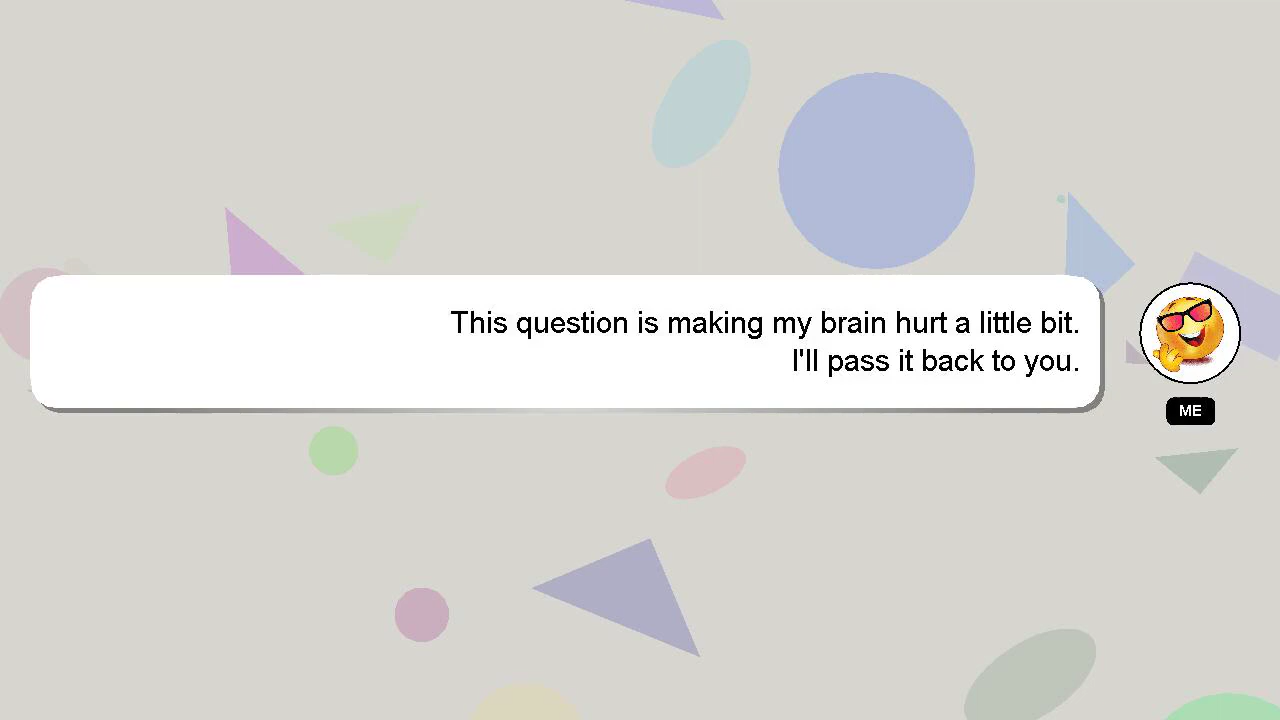 This question is making my brain hurt a little bit.
I'll pass it back to you.
ME